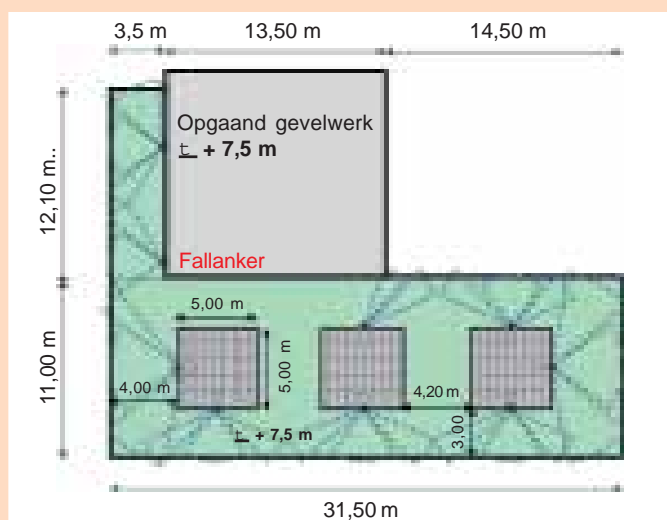 3,5 m 13,50 m 14,50 m
Opgaand gevelwerk
± + 7,5 m
12,10 m..
Fallanker
5,00 m
5,00 m
11,00 m
4,00 m
4,20 m
3,00
± + 7,5 m
31,50 m